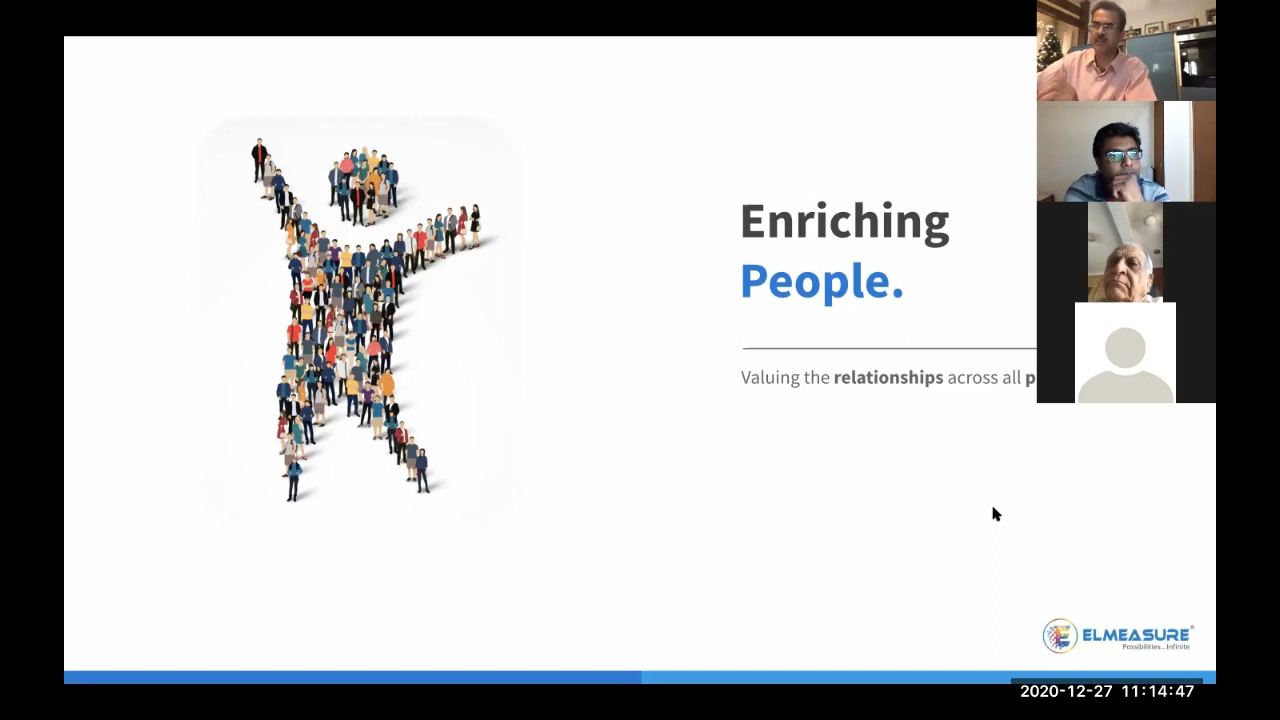 Enriching
People.
Valuing the relationships across all p
ELMEASURE®
Possibilities...Infinite
2020-12-27 11:14:47